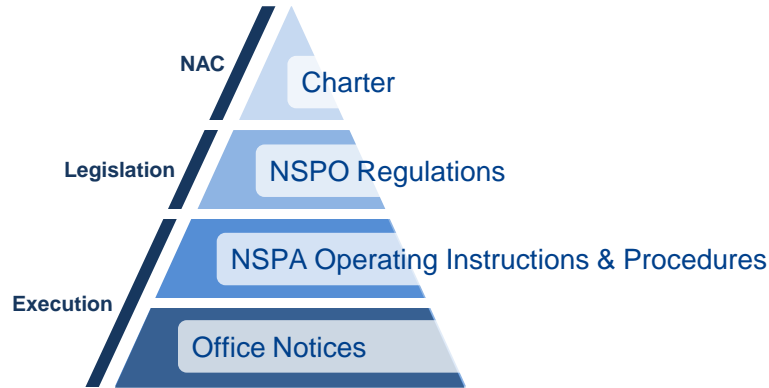 NAC
Charter
Legislation
NSPO Regulations
NSPA Operating Instructions & Procedures
Execution
Office Notices